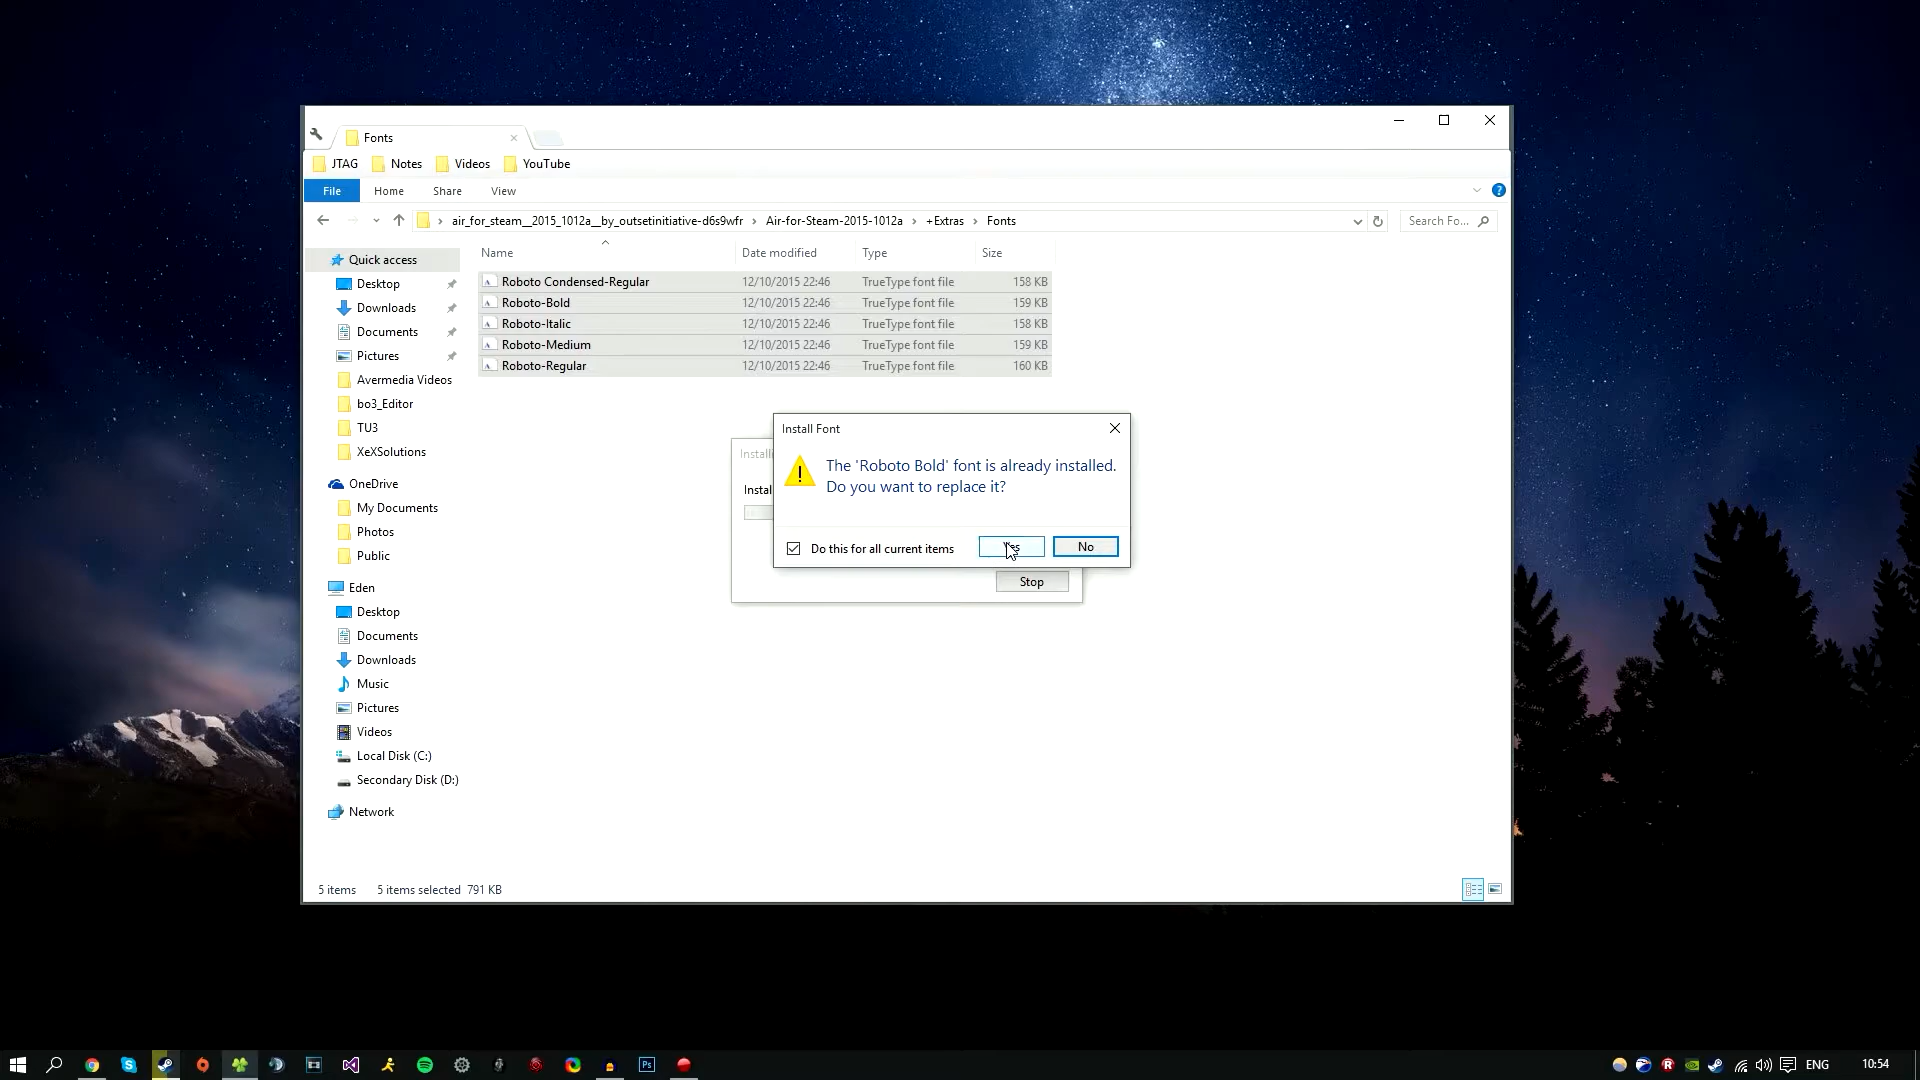 Fonts
JTAG Notes Videos YouTube
File Home Share View
air_for_steam__2015_1012a__by_outsetinitiative-d6s9wfr Air-for-Steam-2015-1012a +Extras Fonts Search Fo...
Name Date modified Type Size
Quick access
Desktop
Downloads
Documents
Pictures
Avermedia Videos
bo3_Editor
TU3
XeXSolutions
OneDrive
My Documents
Photos
Public
Eden
Desktop
Documents
Downloads
Music
Pictures
Videos
Local Disk (C:)
Secondary Disk (D:)
Network
Roboto Condensed-Regular 12/10/2015 22:46 TrueType font file 158 KB
Roboto-Bold 12/10/2015 22:46 TrueType font file 159 KB
Roboto-Italic 12/10/2015 22:46 TrueType font file 158 KB
Roboto-Medium 12/10/2015 22:46 TrueType font file 159 KB
Roboto-Regular 12/10/2015 22:46 TrueType font file 160 KB
Install Font
The 'Roboto Bold' font is already installed.
Do you want to replace it?
Do this for all current items Yes No
Stop
5 items 5 items selected 791 KB
Ps ENG 10:54